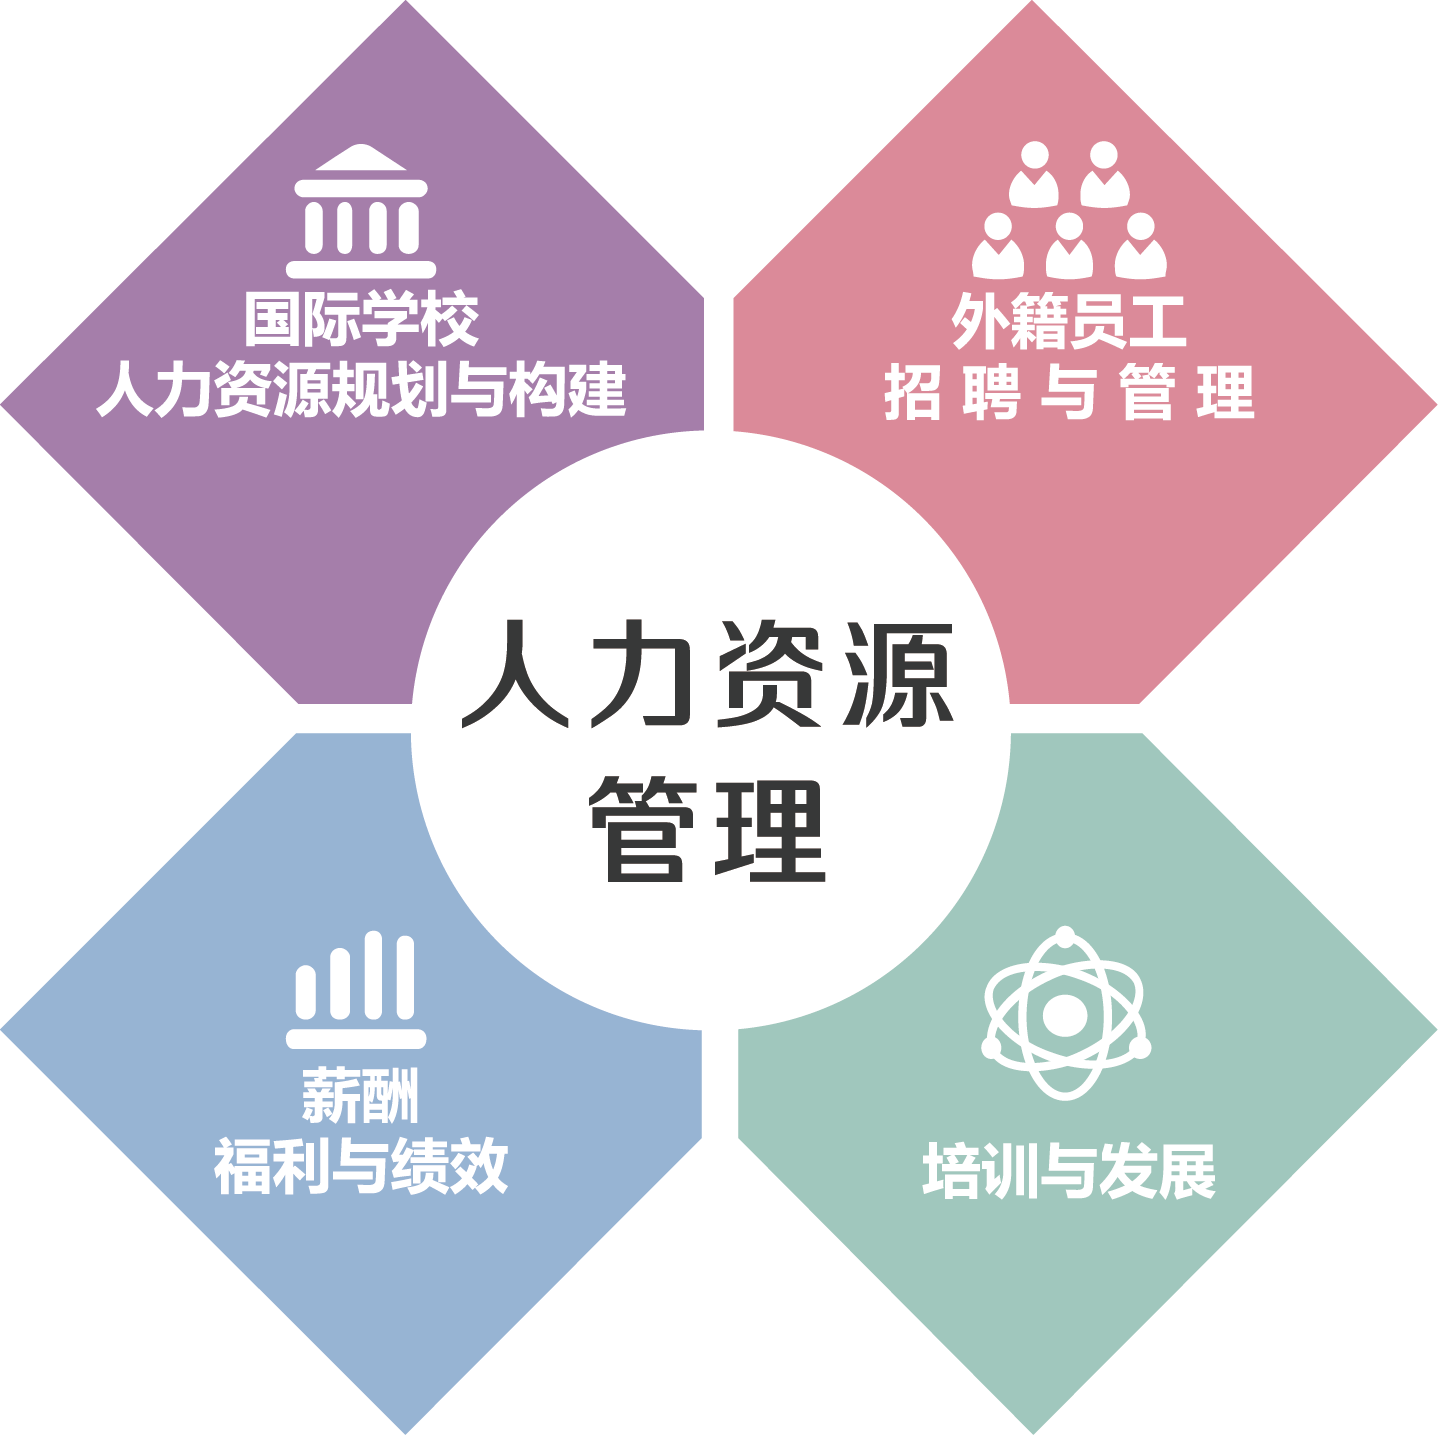 国际学校
人力资源规划与构建
外籍员工
招聘与管理
人力资源
管理
薪酬
福利与绩效
培训与发展